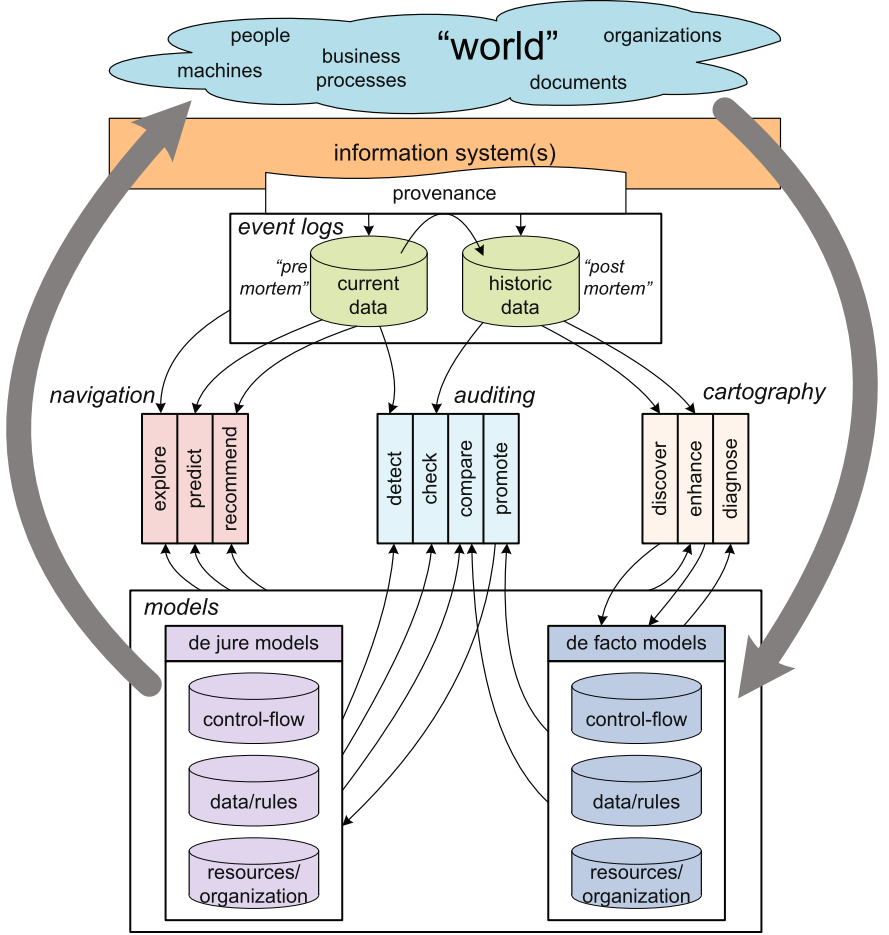 people
“world”
organizations
business
processes
machines
documents
information system(s)
provenance
event logs
“pre
mortem”
current
data
historic
data
“post
mortem”
navigation
auditing
cartography
explore
predict
recommend
detect
check
compare
promote
discover
enhance
diagnose
models
de jure models
control-flow
data/rules
resources/
organization
de facto models
control-flow
data/rules
resources/
organization